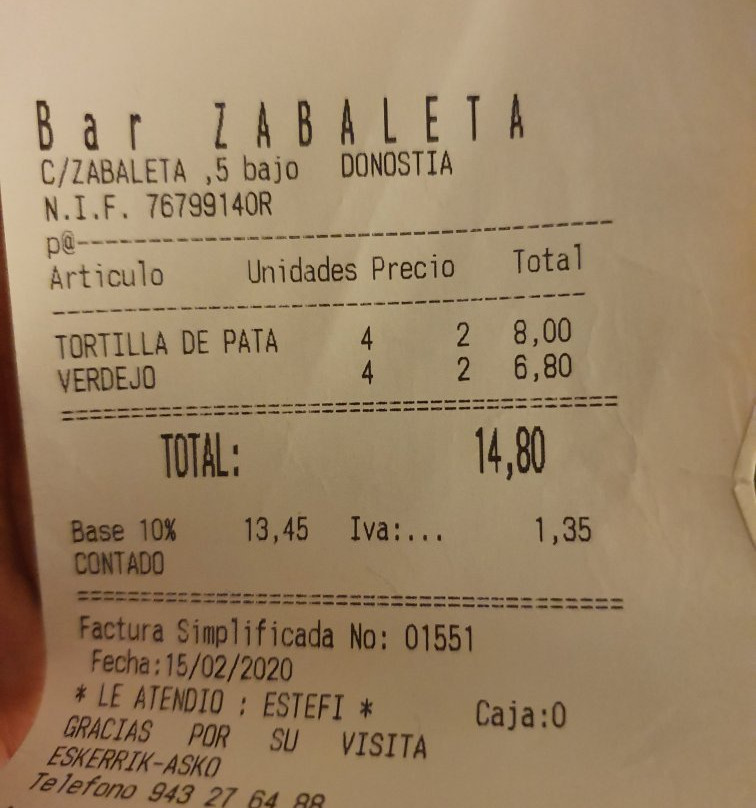 Bar ZABALETA
C/ZABALETA ,5 bajo DONOSTIA
N.I.F. 76799140R
p@------------------------------------------
Articulo Unidades Precio Total
------------------------------------------
TORTILLA DE PATA 4 2 8,00
VERDEJO 4 2 6,80
==========================================
TOTAL: 14,80
Base 10% 13,45 Iva:... 1,35
CONTADO
==========================================
Factura Simplificada No: 01551
Fecha:15/02/2020
* LE ATENDIO : ESTEFI * Caja:0
GRACIAS POR SU VISITA
ESKERRIK-ASKO
Telefono 943 27 64 88